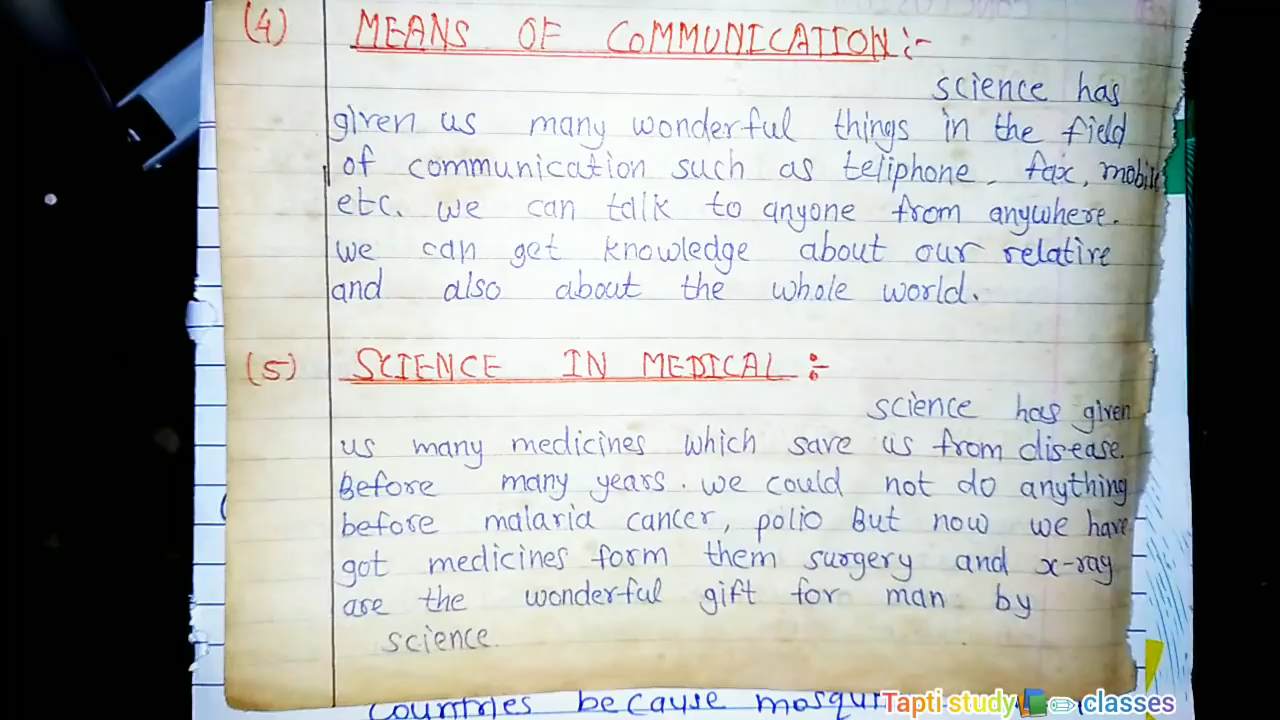 (4) MEANS OF COMMUNICATION :-
science has
given us many wonderful things in the field
of communication such as teliphone, fax, mobile
etc. we can talk to anyone from anywhere.
we can get knowledge about our relative
and also about the whole world.
(5) SCIENCE IN MEDICAL :-
science has given
us many medicines which save us from disease.
Before many years. we could not do anything
before malaria cancer, polio But now we have
got medicines form them surgery and x-ray
are the wonderful gift for man by
science.
countries because
Tapti study classes